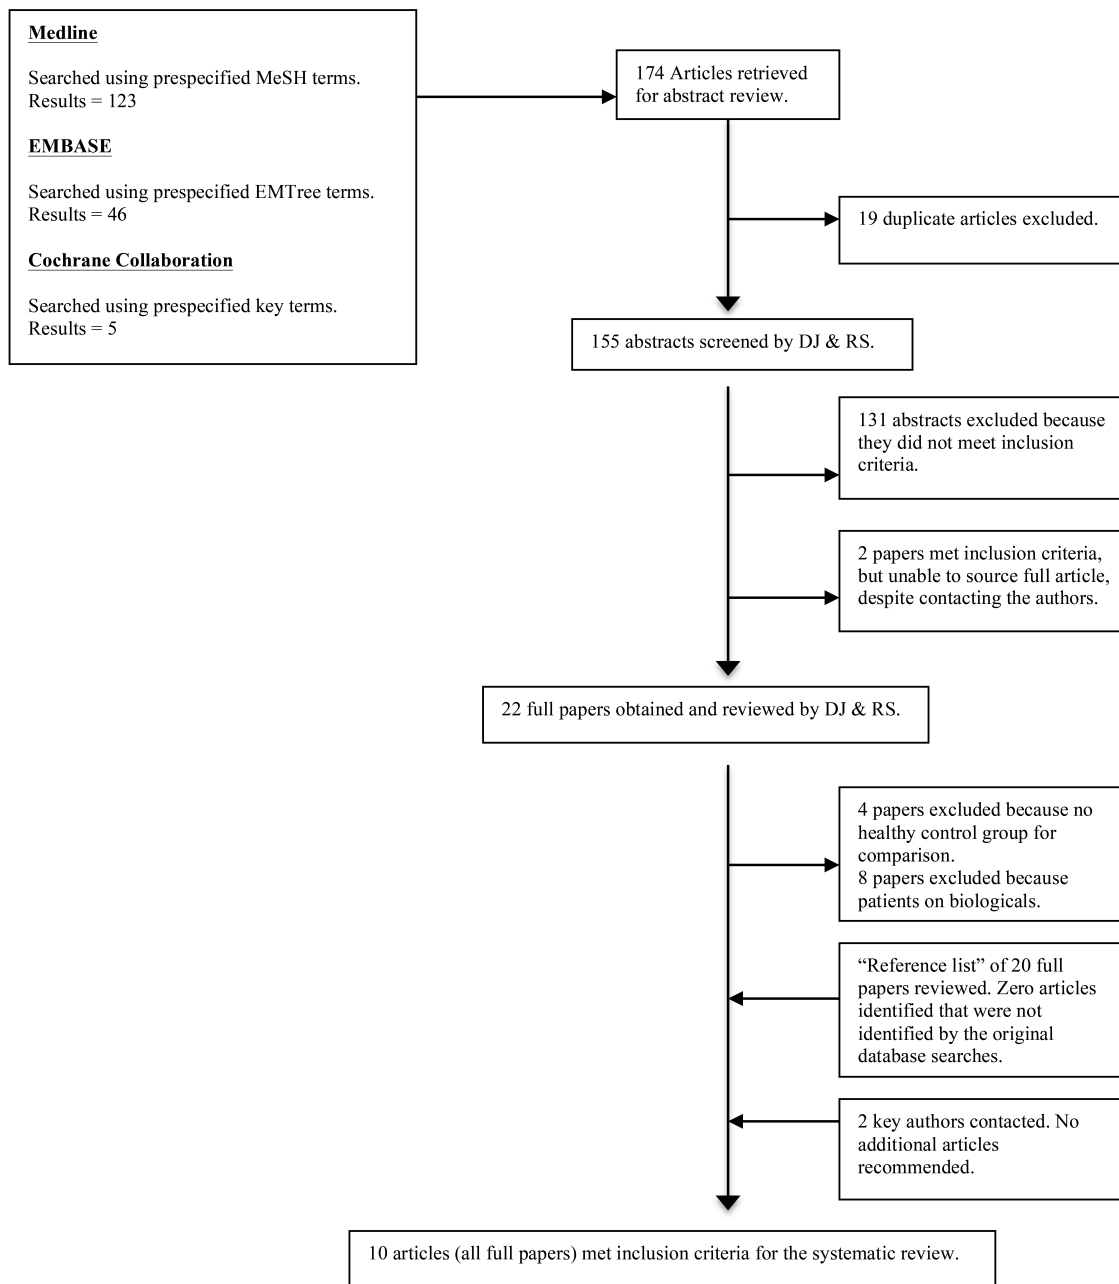 Medline
Searched using prespecified MeSH terms.
Results = 123
EMBASE
Searched using prespecified EMTree terms.
Results = 46
Cochrane Collaboration
Searched using prespecified key terms.
Results = 5
174 Articles retrieved
for abstract review.
19 duplicate articles excluded.
155 abstracts screened by DJ & RS.
131 abstracts excluded because
they did not meet inclusion
criteria.
2 papers met inclusion criteria,
but unable to source full article,
despite contacting the authors.
22 full papers obtained and reviewed by DJ & RS.
4 papers excluded because no
healthy control group for
comparison.
8 papers excluded because
patients on biologicals.
“Reference list” of 20 full
papers reviewed. Zero articles
identified that were not
identified by the original
database searches.
2 key authors contacted. No
additional articles
recommended.
10 articles (all full papers) met inclusion criteria for the systematic review.